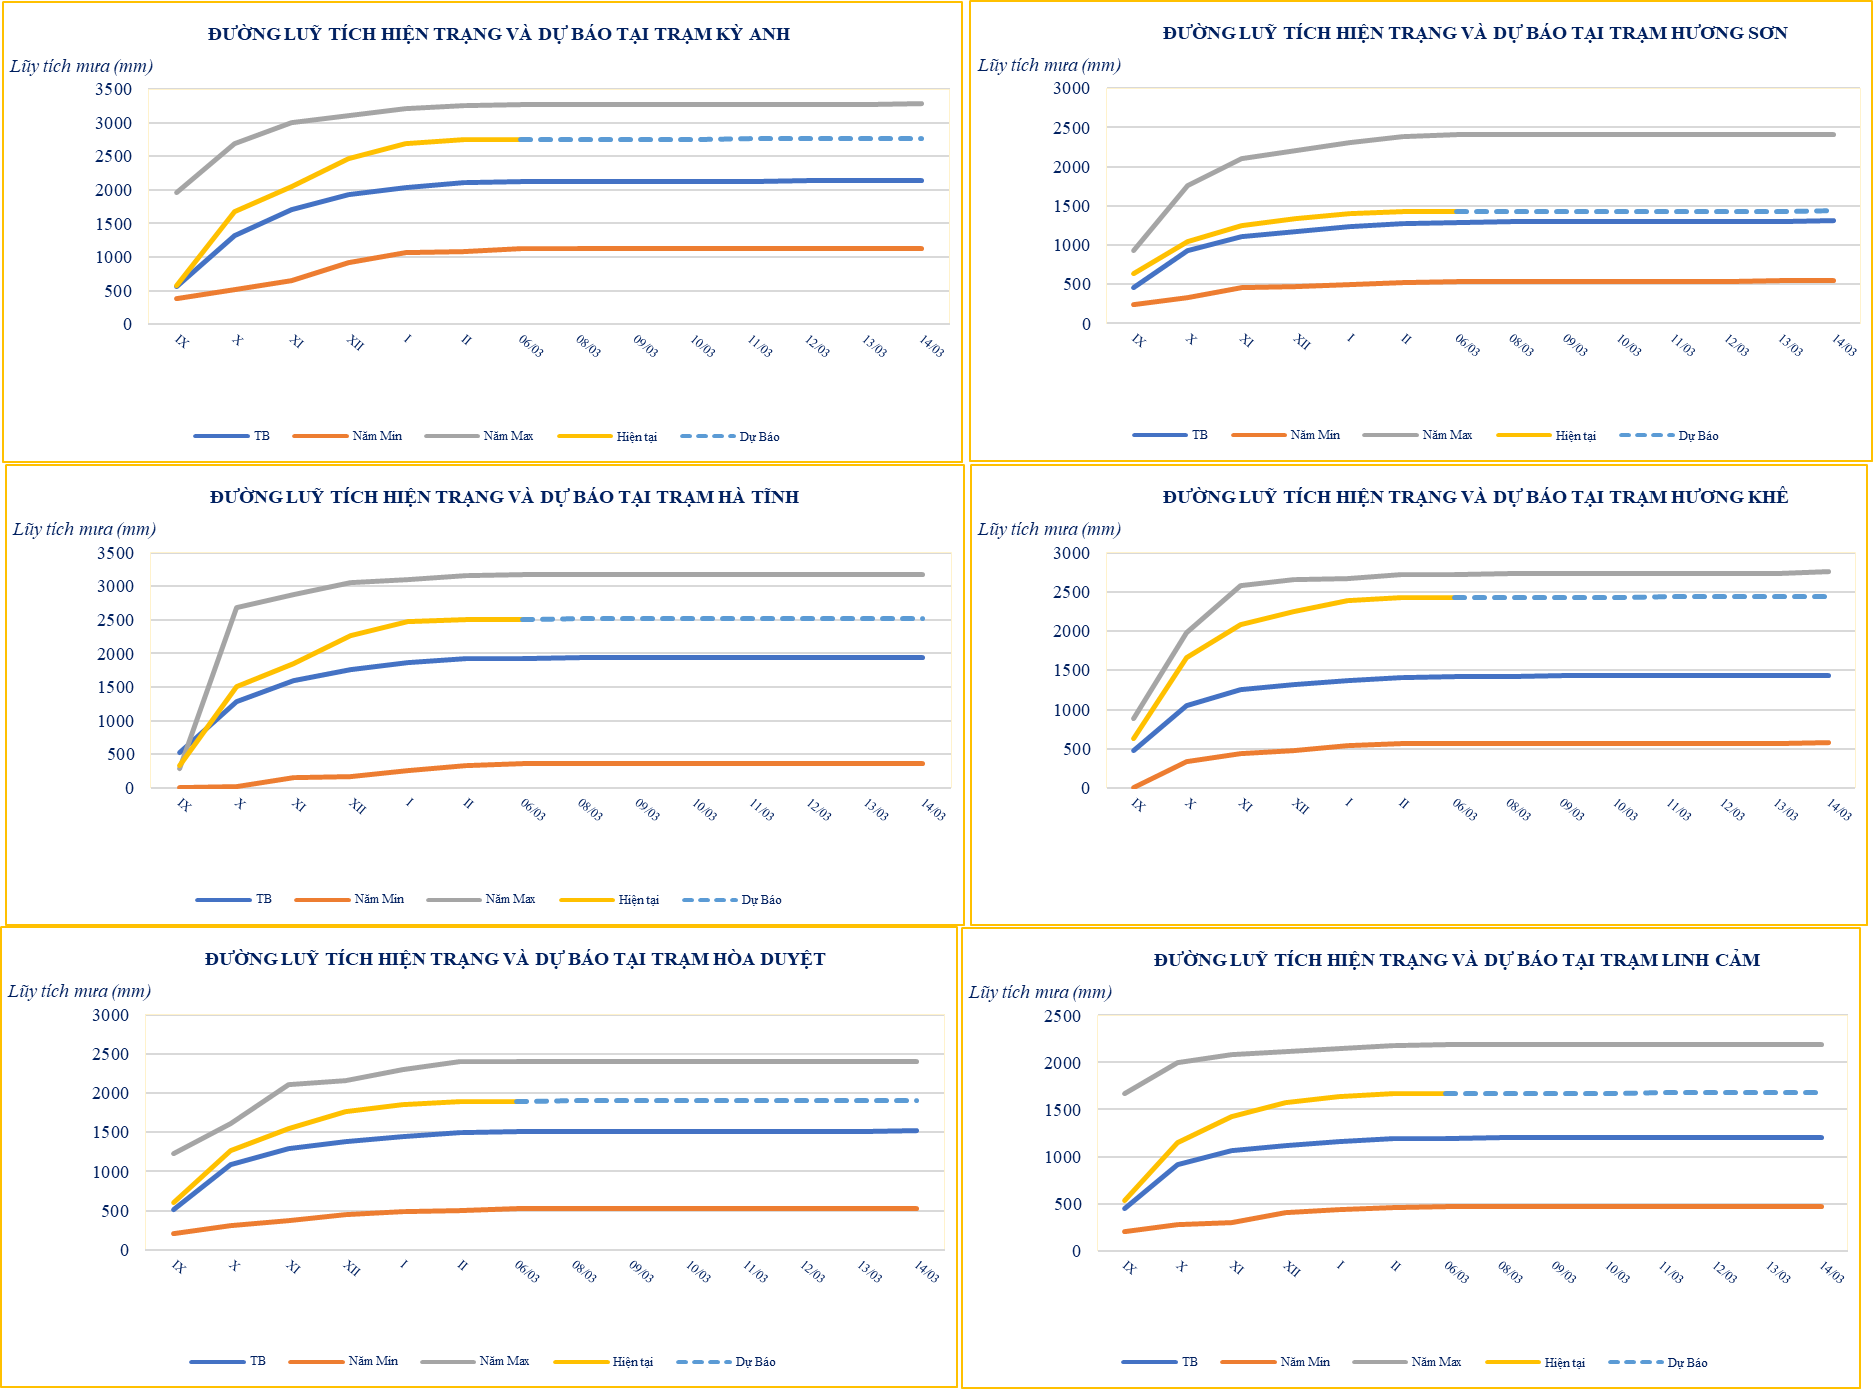 ĐƯỜNG LUỸ TÍCH HIỆN TRẠNG VÀ DỰ BÁO TẠI TRẠM KỲ ANH
Lũy tích mưa (mm)
3500
3000
2500
2000
1500
1000
500
0
IX X XI XII I II 06/03 08/03 09/03 10/03 11/03 12/03 13/03 14/03
TB Năm Min Năm Max Hiện tại Dự Báo
ĐƯỜNG LUỸ TÍCH HIỆN TRẠNG VÀ DỰ BÁO TẠI TRẠM HƯƠNG SƠN
Lũy tích mưa (mm)
3000
2500
2000
1500
1000
500
0
IX X XI XII I II 06/03 08/03 09/03 10/03 11/03 12/03 13/03 14/03
TB Năm Min Năm Max Hiện tại Dự Báo
ĐƯỜNG LUỸ TÍCH HIỆN TRẠNG VÀ DỰ BÁO TẠI TRẠM HÀ TĨNH
Lũy tích mưa (mm)
3500
3000
2500
2000
1500
1000
500
0
IX X XI XII I II 06/03 08/03 09/03 10/03 11/03 12/03 13/03 14/03
TB Năm Min Năm Max Hiện tại Dự Báo
ĐƯỜNG LUỸ TÍCH HIỆN TRẠNG VÀ DỰ BÁO TẠI TRẠM HƯƠNG KHÊ
Lũy tích mưa (mm)
3000
2500
2000
1500
1000
500
0
IX X XI XII I II 06/03 08/03 09/03 10/03 11/03 12/03 13/03 14/03
ĐƯỜNG LUỸ TÍCH HIỆN TRẠNG VÀ DỰ BÁO TẠI TRẠM HÒA DUYỆT
Lũy tích mưa (mm)
3000
2500
2000
1500
1000
500
0
IX X XI XII I II 06/03 08/03 09/03 10/03 11/03 12/03 13/03 14/03
TB Năm Min Năm Max Hiện tại Dự Báo
ĐƯỜNG LUỸ TÍCH HIỆN TRẠNG VÀ DỰ BÁO TẠI TRẠM LINH CẢM
Lũy tích mưa (mm)
2500
2000
1500
1000
500
0
IX X XI XII I II 06/03 08/03 09/03 10/03 11/03 12/03 13/03 14/03
TB Năm Min Năm Max Hiện tại Dự Báo